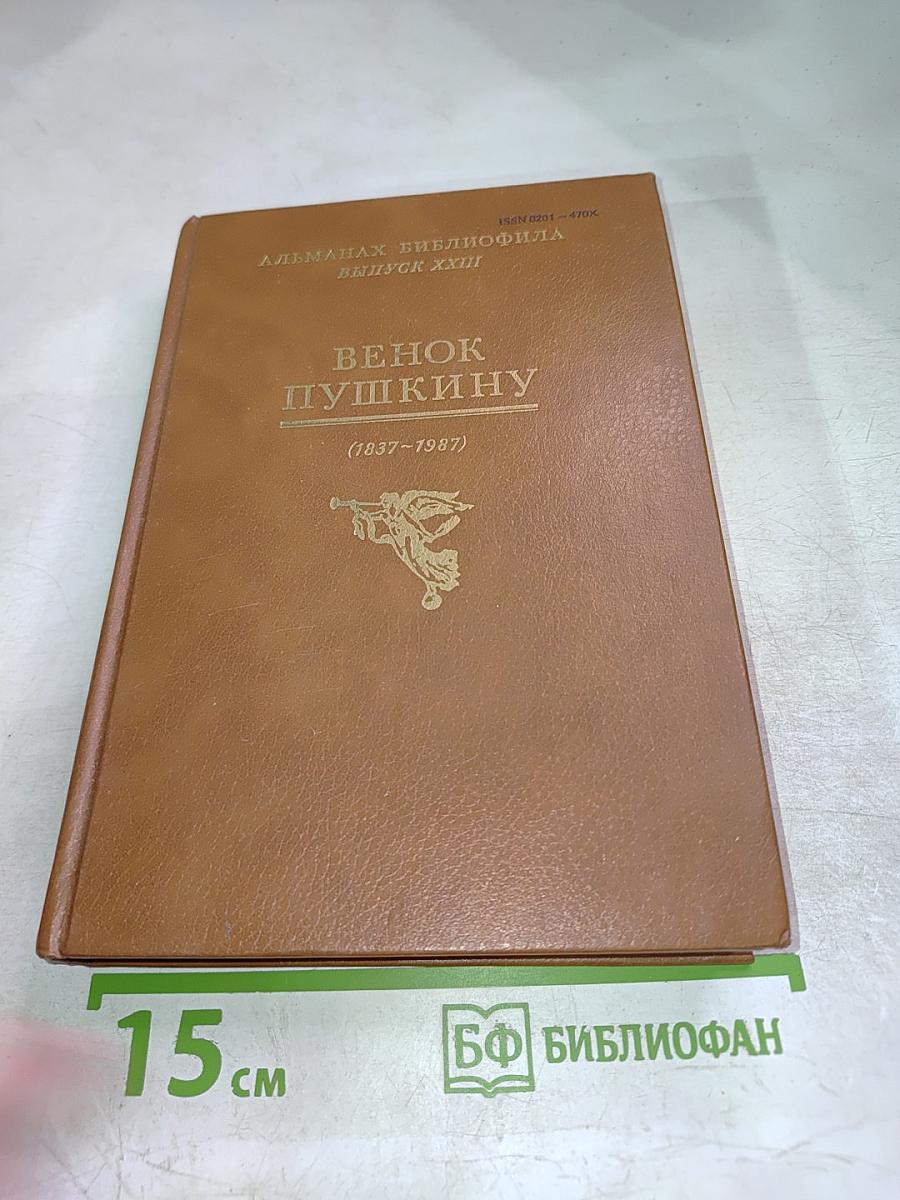 ISSN 0201 — 470X
АЛЬМАНАХ БИБЛИОФИЛА
ВЫПУСК XXIII
ВЕНОК
ПУШКИНУ
(1837~1987)
15 см
БФ БИБЛИОФАН